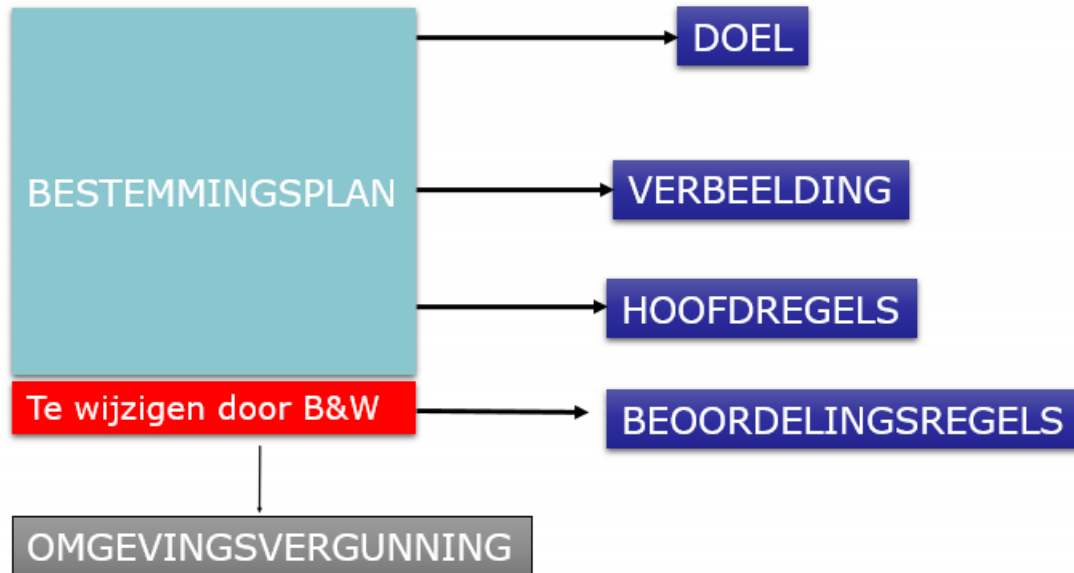 DOEL
BESTEMMINGSPLAN
VERBEELDING
HOOFDREGELS
Te wijzigen door B&W
BEOORDELINGSREGELS
OMGEVINGSVERGUNNING